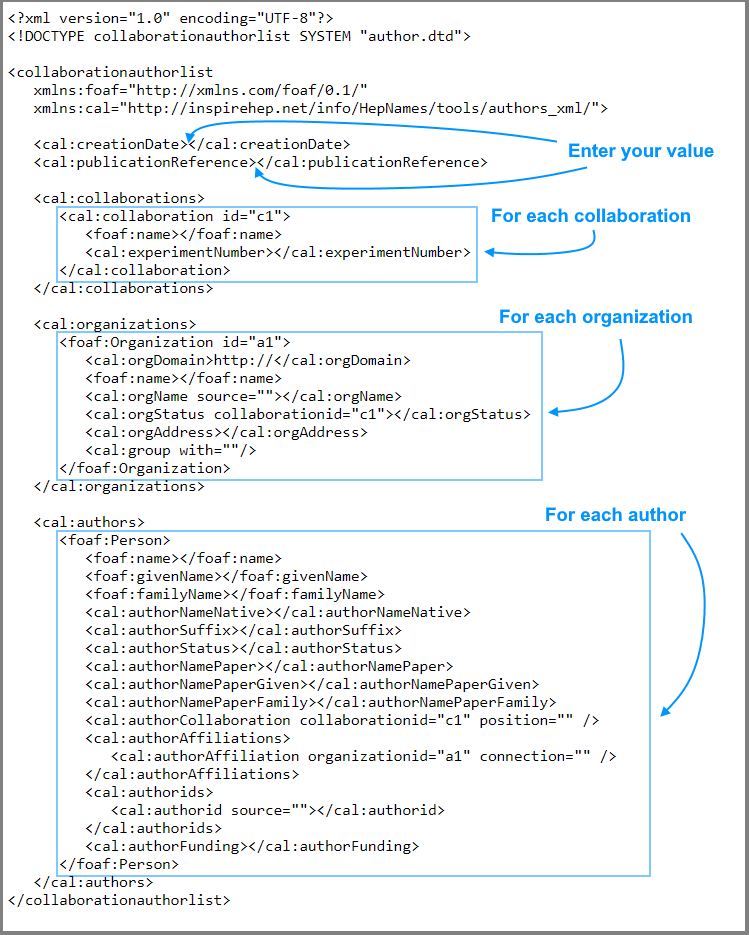 <?xml version="1.0" encoding="UTF-8"?>
<!DOCTYPE collaborationauthorlist SYSTEM "author.dtd">
<collaborationauthorlist
xmlns:foaf="http://xmlns.com/foaf/0.1/"
xmlns:cal="http://inspirehep.net/info/HepNames/tools/authors_xml/">
<cal:creationDate></cal:creationDate>
Enter your value
<cal:publicationReference></cal:publicationReference>
<cal:collaborations>
For each collaboration
<cal:collaboration id="c1">
<foaf:name></foaf:name>
<cal:experimentNumber></cal:experimentNumber>
</cal:collaboration>
</cal:collaborations>
For each organization
<cal:organizations>
<foaf:Organization id="a1">
<cal:orgDomain>http://</cal:orgDomain>
<foaf:name></foaf:name>
<cal:orgName source=""></cal:orgName>
<cal:orgStatus collaborationid="c1"></cal:orgStatus>
<cal:orgAddress></cal:orgAddress>
<cal:group with=""/>
</foaf:Organization>
</cal:organizations>
For each author
<cal:authors>
<foaf:Person>
<foaf:name></foaf:name>
<foaf:givenName></foaf:givenName>
<foaf:familyName></foaf:familyName>
<cal:authorNameNative></cal:authorNameNative>
<cal:authorSuffix></cal:authorSuffix>
<cal:authorStatus></cal:authorStatus>
<cal:authorNamePaper></cal:authorNamePaper>
<cal:authorNamePaperGiven></cal:authorNamePaperGiven>
<cal:authorNamePaperFamily></cal:authorNamePaperFamily>
<cal:authorCollaboration collaborationid="c1" position="" />
<cal:authorAffiliations>
<cal:authorAffiliation organizationid="a1" connection="" />
</cal:authorAffiliations>
<cal:authorids>
<cal:authorid source=""></cal:authorid>
</cal:authorids>
<cal:authorFunding></cal:authorFunding>
</foaf:Person>
</cal:authors>
</collaborationauthorlist>